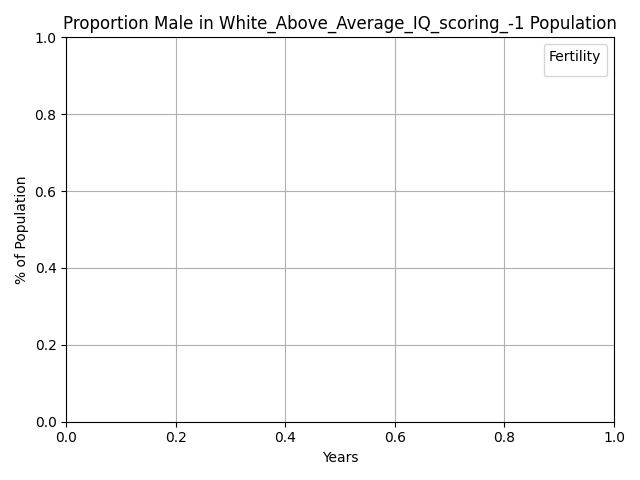 Proportion Male in White_Above_Average_IQ_scoring_-1 Population
Fertility
% of Population
1.0
0.8
0.6
0.4
0.2
0.0
0.0 0.2 0.4 0.6 0.8 1.0
Years